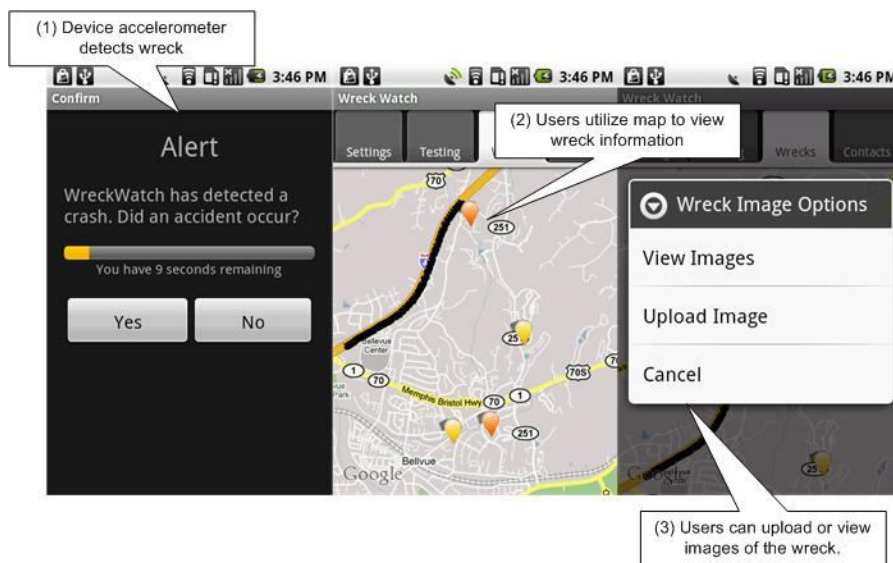 (1) Device accelerometer
detects wreck
3:46 PM
3:46 PM
3:46 PM
Confirm
Alert
WreckWatch has detected a
crash. Did an accident occur?
You have 9 seconds remaining
Yes
No
Wreck Watch
Settings
Testing
(2) Users utilize map to view
wreck information
70
251
Bellevue
Center
1
70
70S
Memphis Bristol Hwy
70
1
251
Bellevue
Google
Wreck Watch
Wrecks
Contacts
Wreck Image Options
View Images
Upload Image
Cancel
(3) Users can upload or view
images of the wreck.